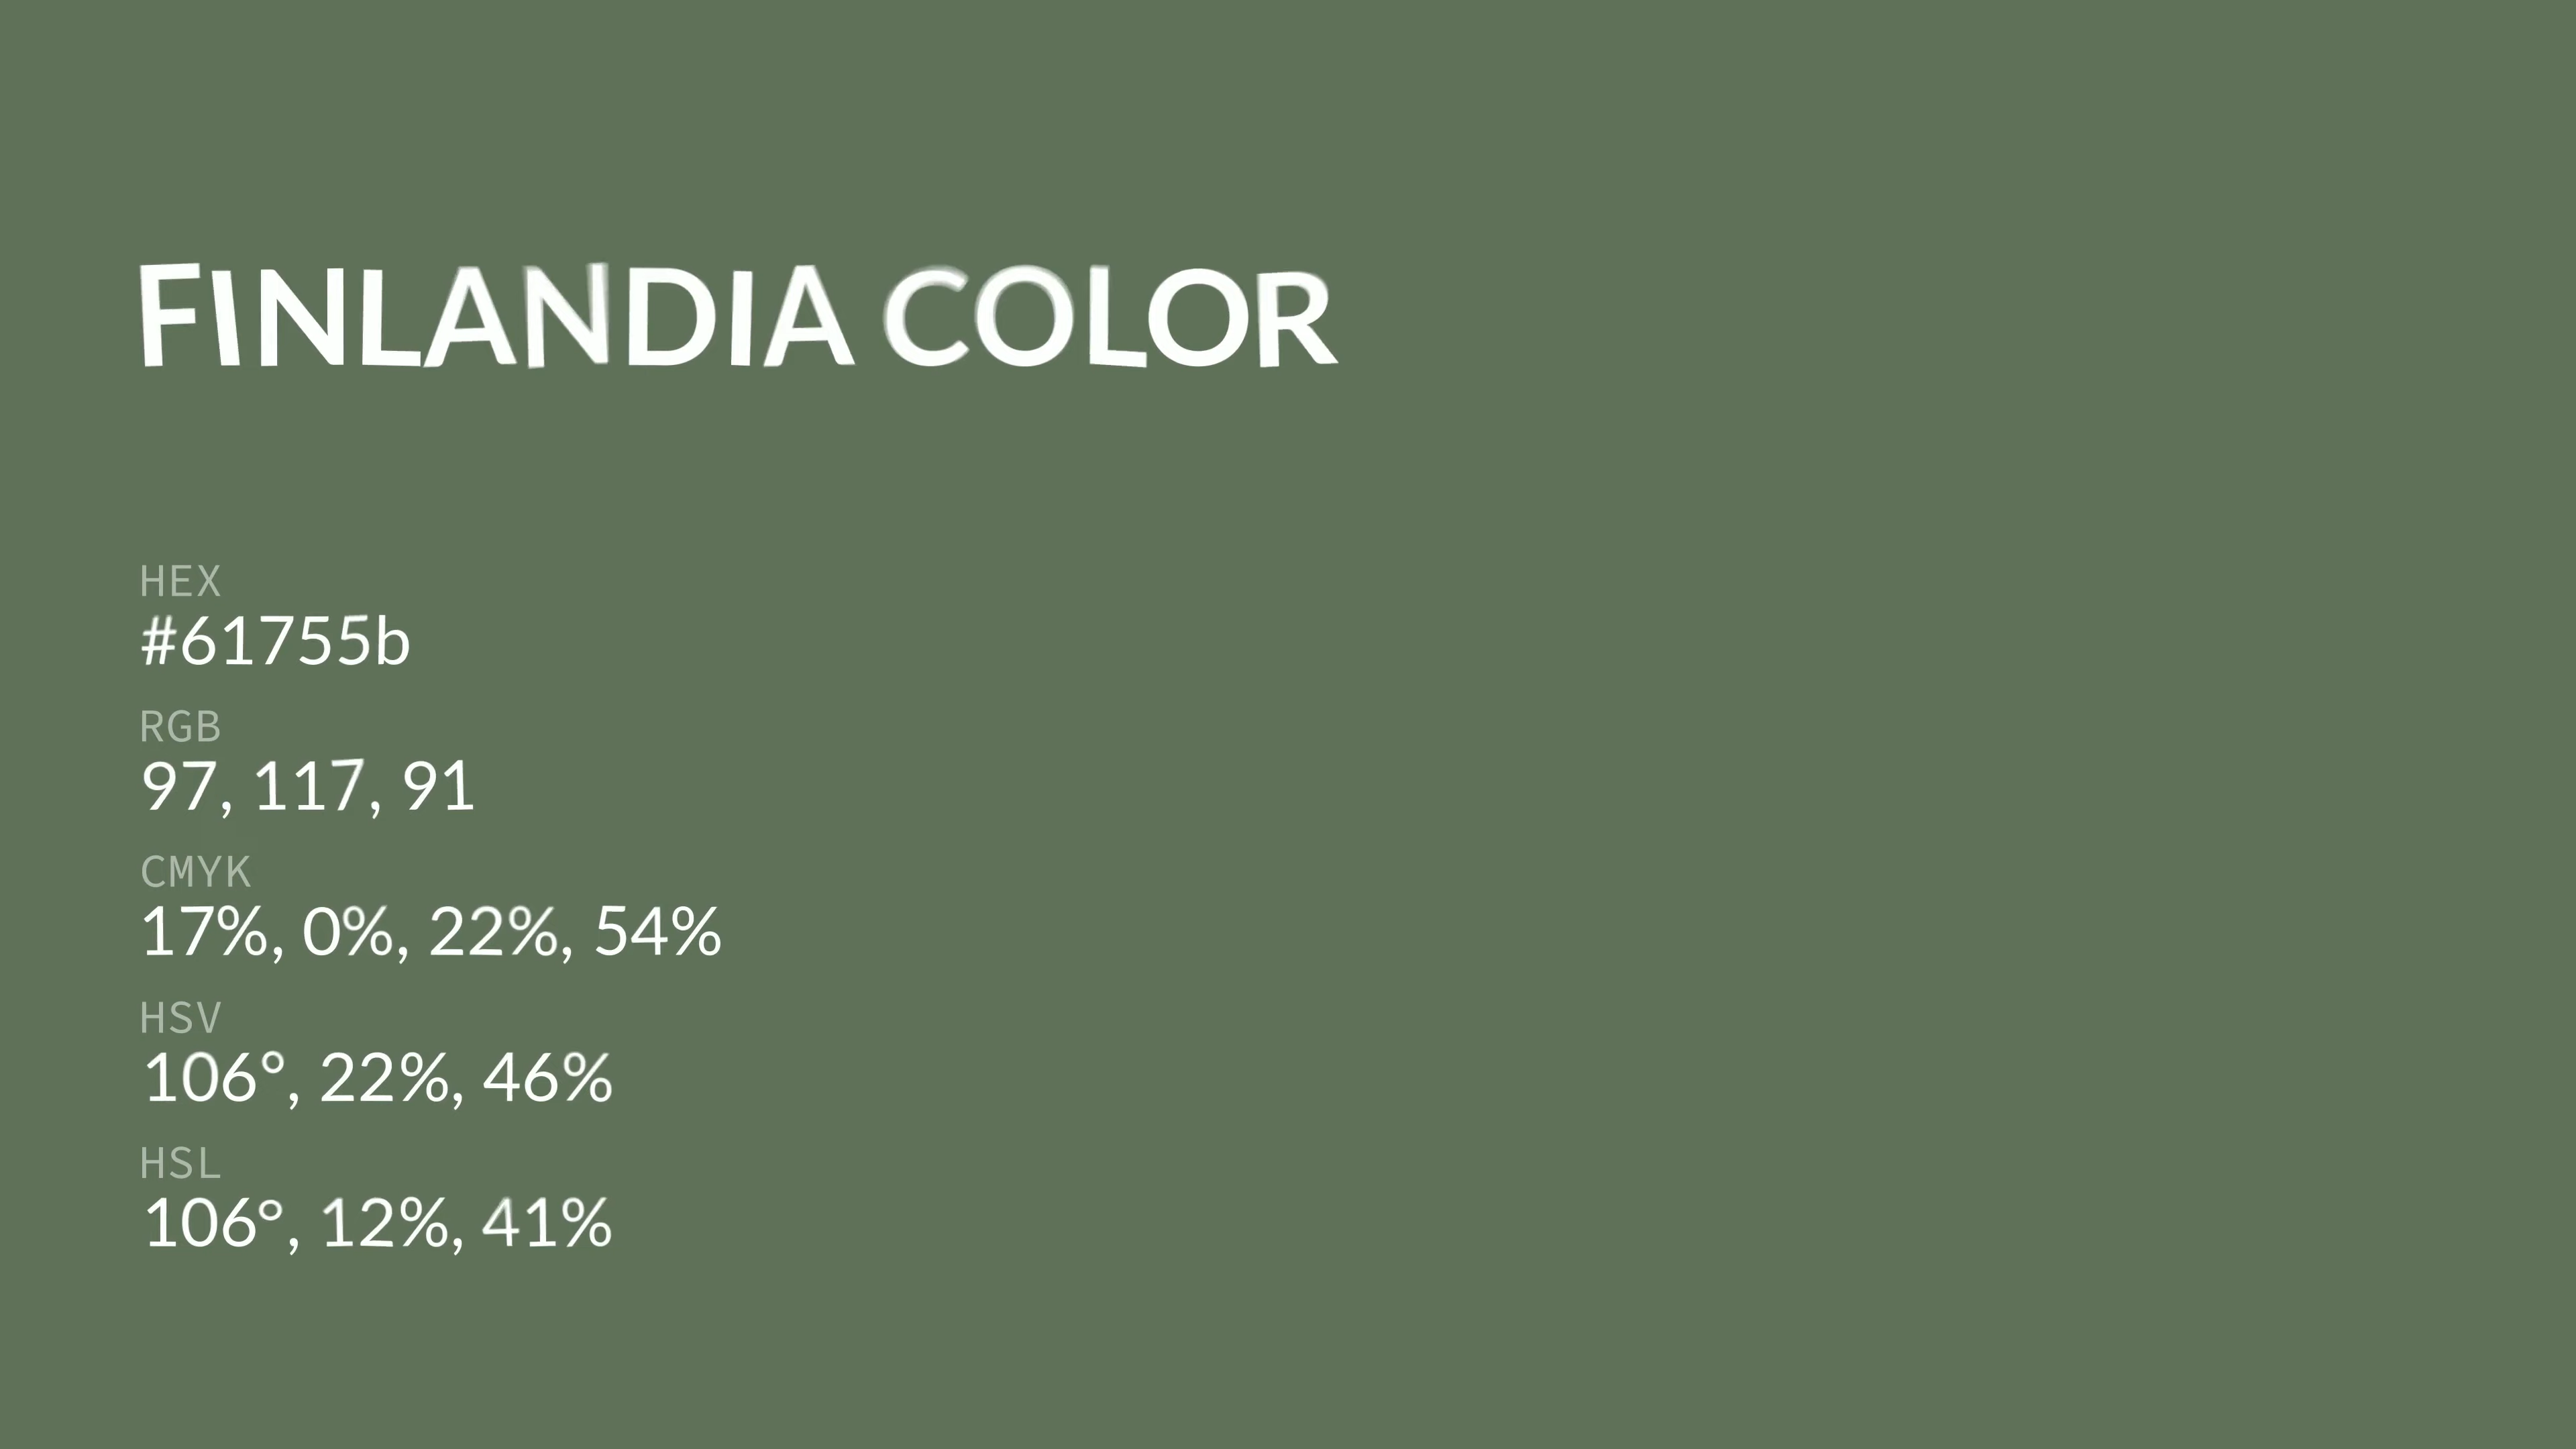 FINLANDIA COLOR
HEX
#61755b
RGB
97, 117, 91
CMYK
17%, 0%, 22%, 54%
HSV
106°, 22%, 46%
HSL
106°, 12%, 41%